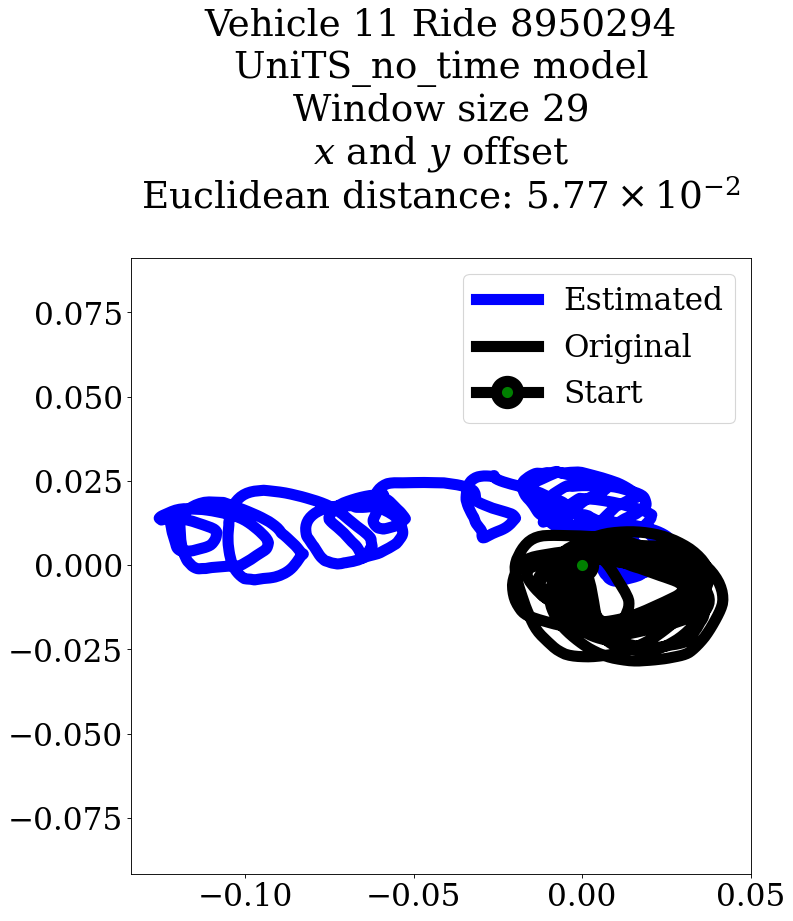 Vehicle 11 Ride 8950294
UniTS_no_time model
Window size 29
x and y offset
Euclidean distance: 5.77 × 10⁻²
Estimated
Original
Start
0.075
0.050
0.025
0.000
−0.025
−0.050
−0.075
−0.10
−0.05
0.00
0.05